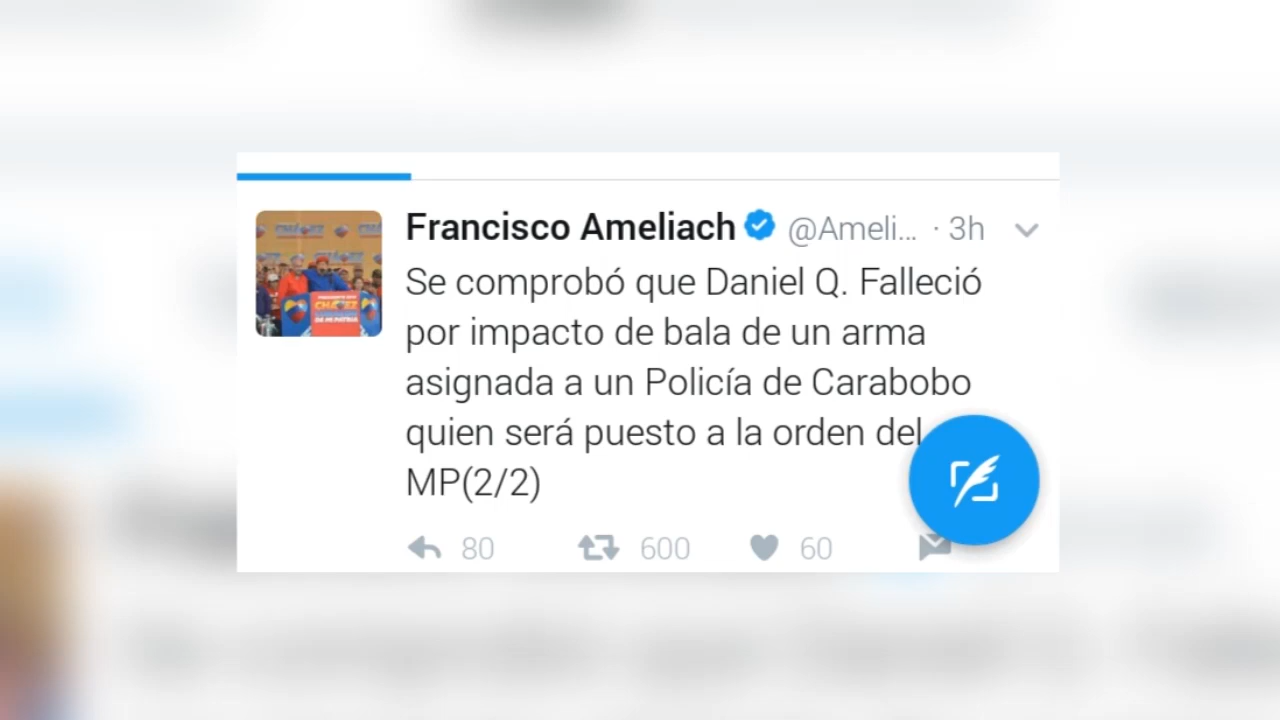 Francisco Ameliach @Ameli... · 3h
Se comprobó que Daniel Q. Falleció
por impacto de bala de un arma
asignada a un Policía de Carabobo
quien será puesto a la orden del
MP(2/2)
80 600 60
CHÁVEZ